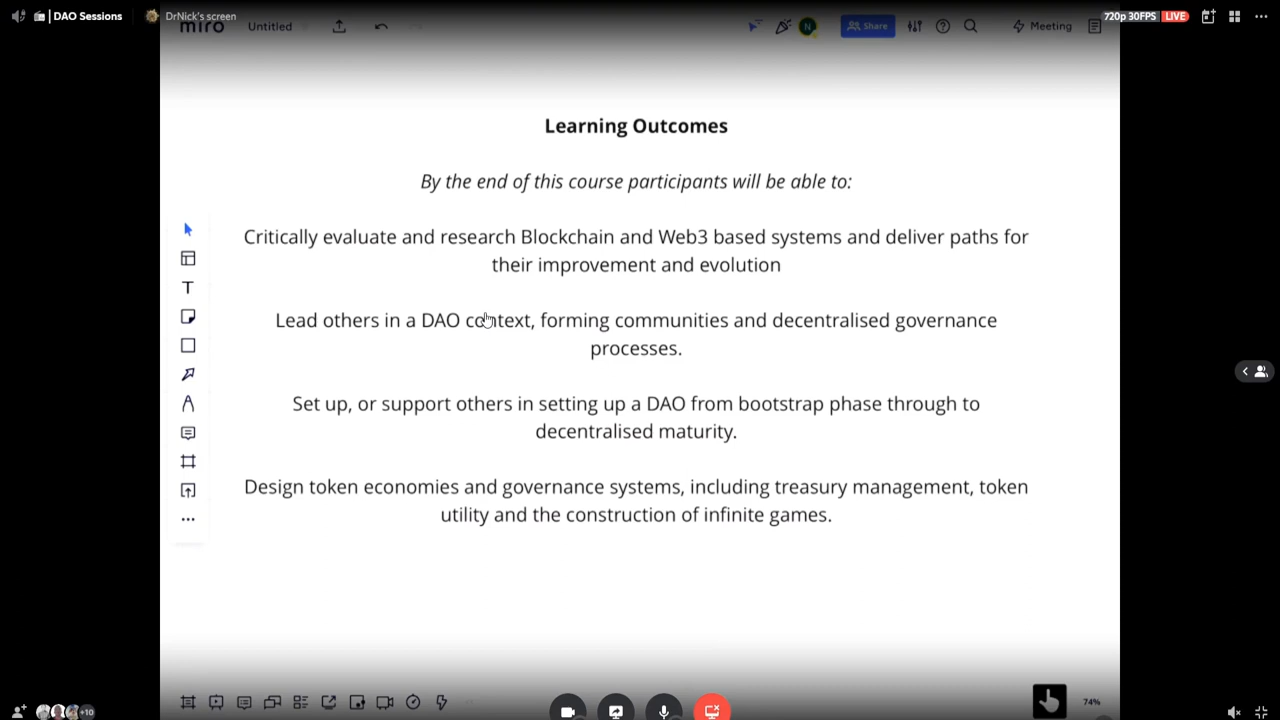 DAO Sessions
DrNick's screen
720p 30FPS LIVE
miro
Untitled
N
Share
Meeting
Learning Outcomes
By the end of this course participants will be able to:
Critically evaluate and research Blockchain and Web3 based systems and deliver paths for
their improvement and evolution
Lead others in a DAO context, forming communities and decentralised governance
processes.
Set up, or support others in setting up a DAO from bootstrap phase through to
decentralised maturity.
Design token economies and governance systems, including treasury management, token
utility and the construction of infinite games.
74%
+10